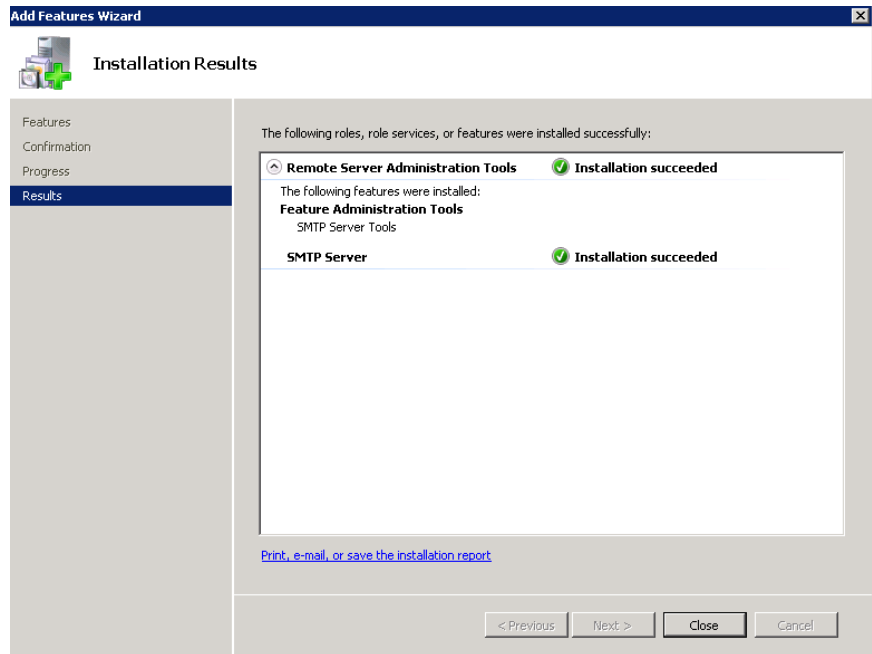 Add Features Wizard
Installation Results
Features
Confirmation
Progress
Results
The following roles, role services, or features were installed successfully:
Remote Server Administration Tools Installation succeeded
The following features were installed:
Feature Administration Tools
SMTP Server Tools
SMTP Server Installation succeeded
Print, e-mail, or save the installation report
< Previous Next > Close Cancel